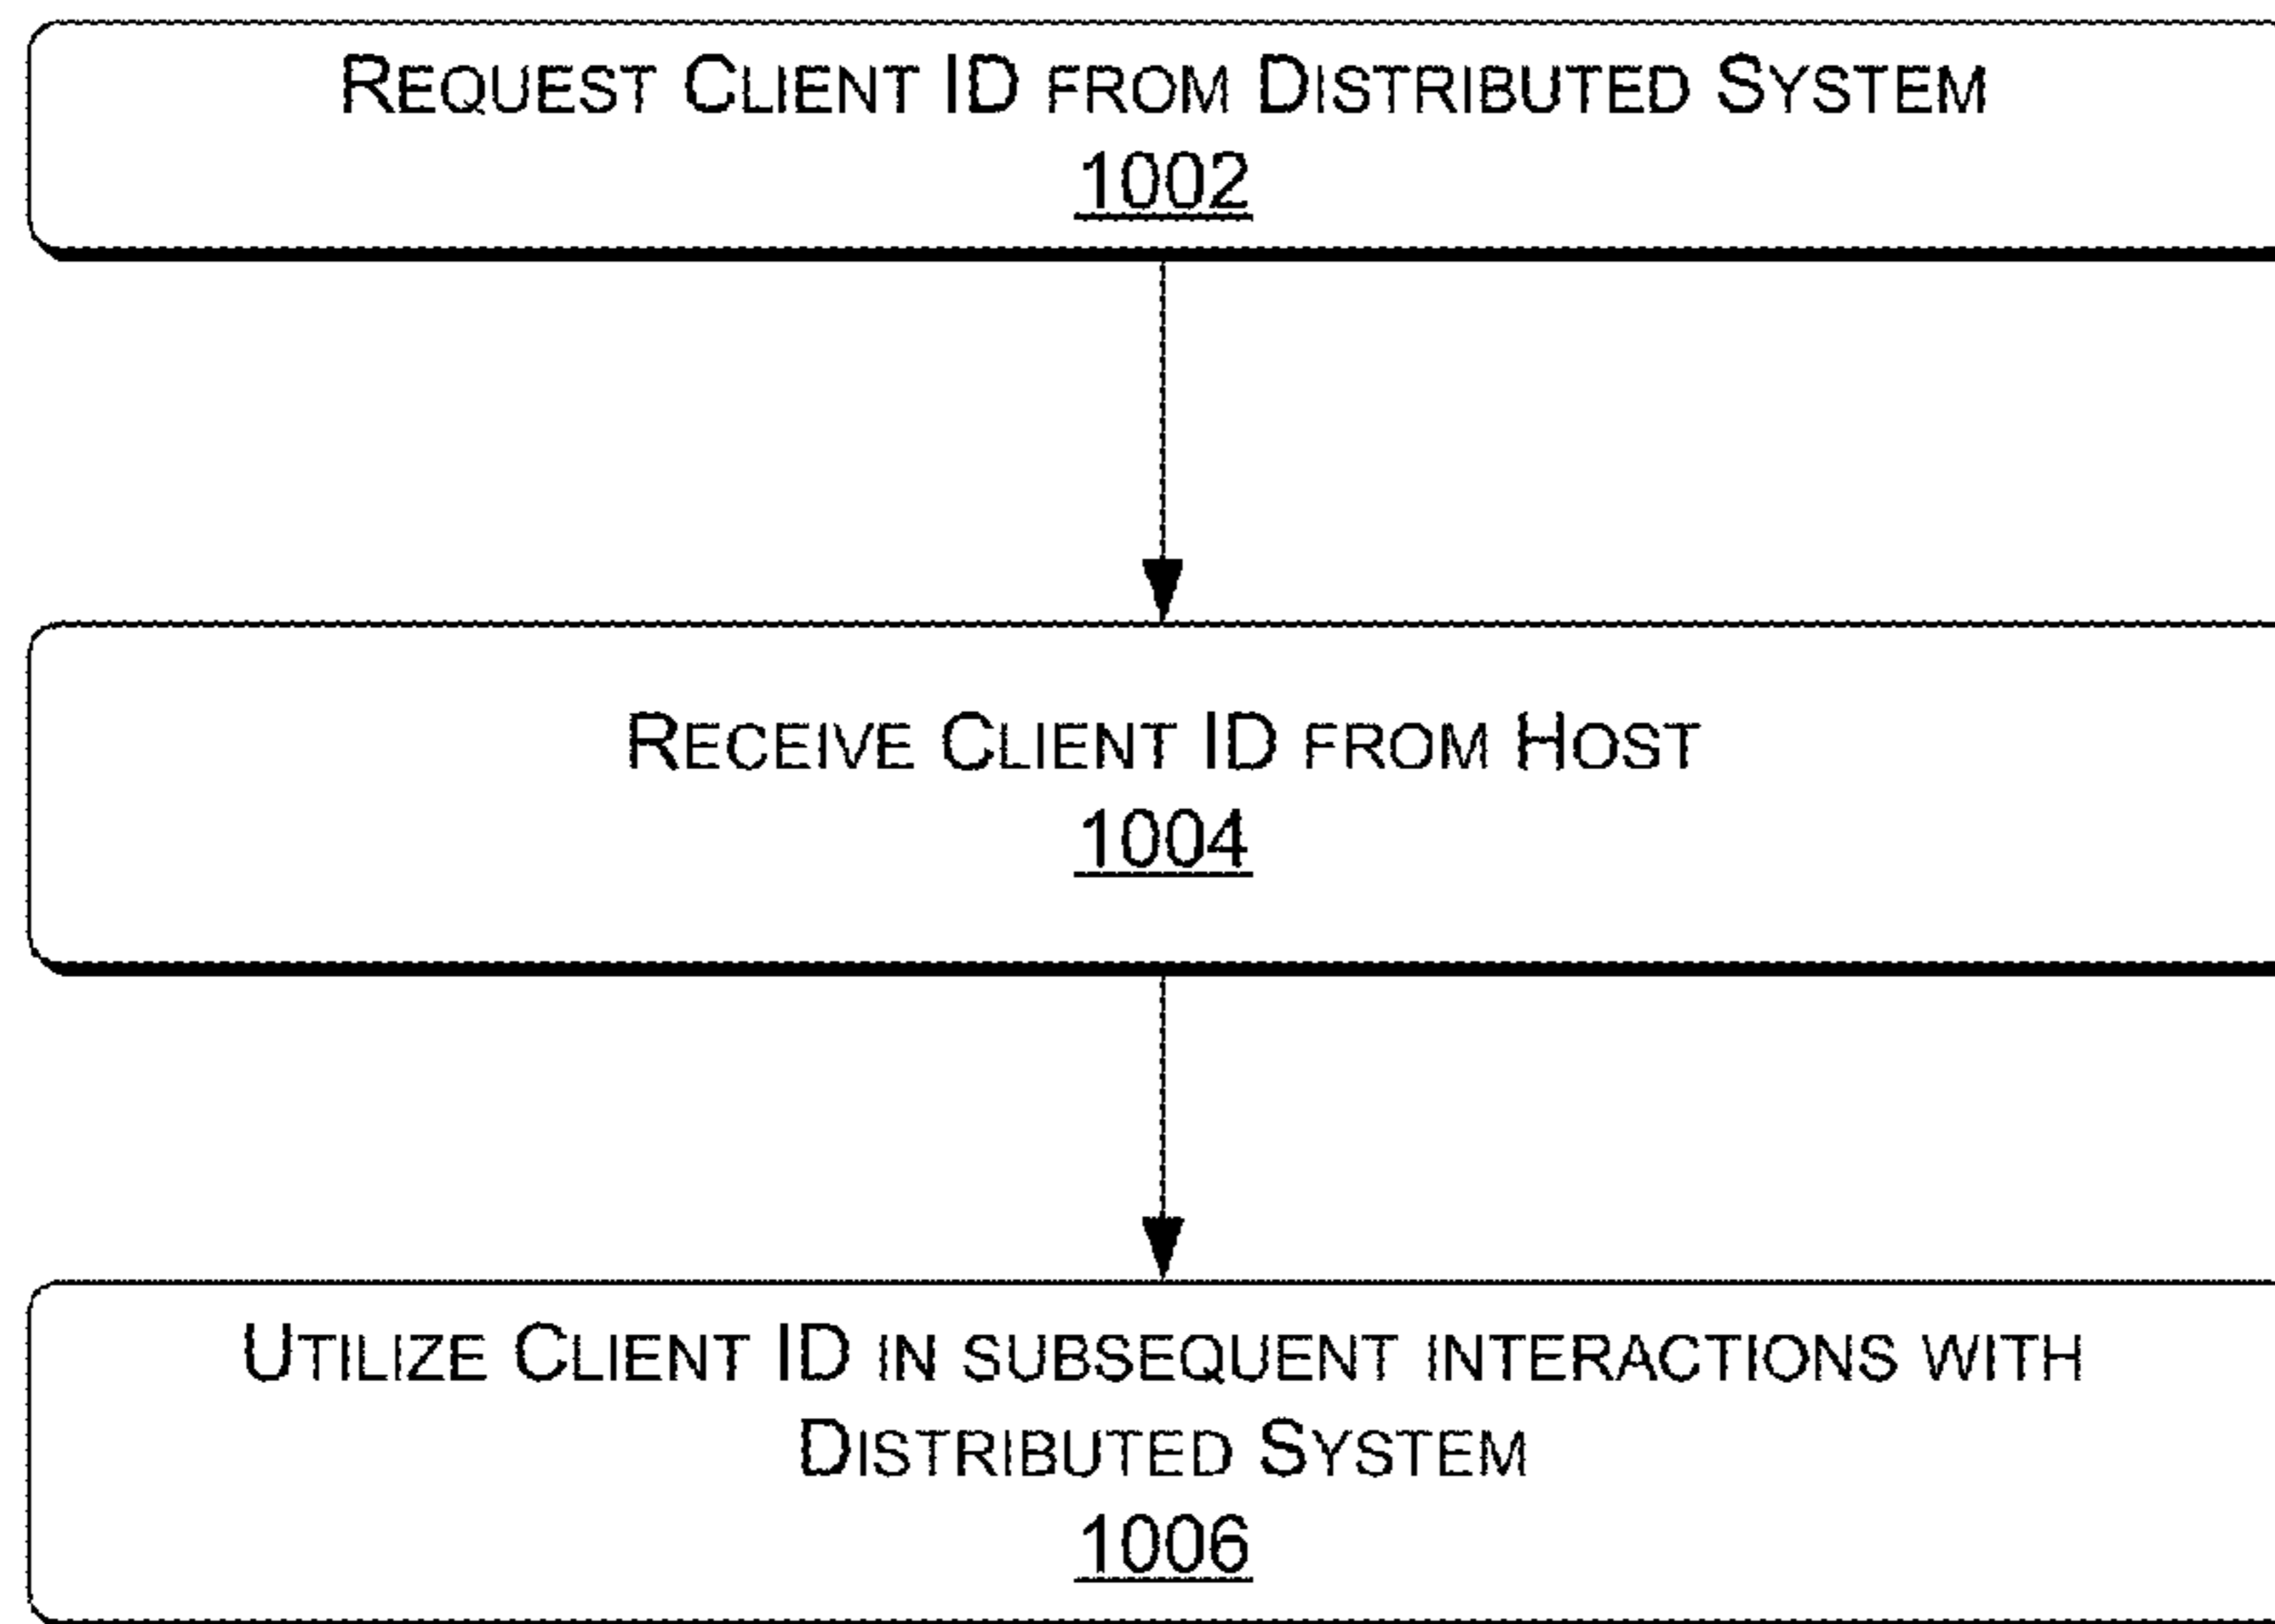 Request Client ID from Distributed System
1002
Receive Client ID from Host
1004
Utilize Client ID in subsequent interactions with
Distributed System
1006